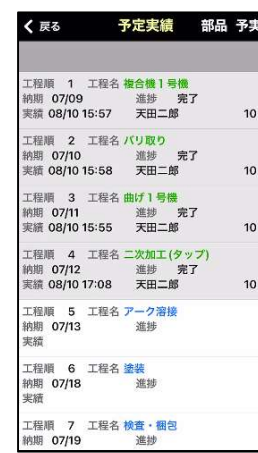 戻る 予定実績 部品 予実
工程順 1 工程名 複合機1号機
納期 07/09 進捗 完了
実績 08/10 15:57 天田二郎 10
工程順 2 工程名 バリ取り
納期 07/10 進捗 完了
実績 08/10 15:58 天田二郎 10
工程順 3 工程名 曲げ1号機
納期 07/11 進捗 完了
実績 08/10 15:55 天田二郎 10
工程順 4 工程名 二次加工(タップ)
納期 07/12 進捗 完了
実績 08/10 17:08 天田二郎 10
工程順 5 工程名 アーク溶接
納期 07/13 進捗
実績
工程順 6 工程名 塗装
納期 07/18 進捗
実績
工程順 7 工程名 検査・梱包
納期 07/19 進捗